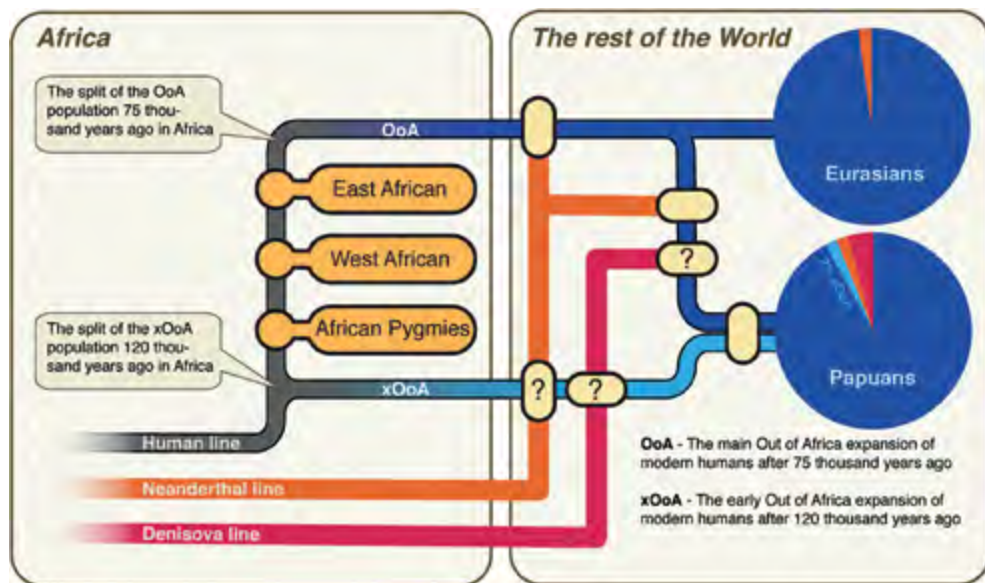 Africa
The rest of the World
The split of the OoA
population 75 thou-
sand years ago in Africa
OoA
East African
West African
African Pygmies
The split of the xOoA
population 120 thou-
sand years ago in Africa
xOoA
Human line
Neanderthal line
Denisova line
?
?
?
Eurasians
xOoA
Papuans
OoA - The main Out of Africa expansion of
modern humans after 75 thousand years ago
xOoA - The early Out of Africa expansion of
modern humans after 120 thousand years ago